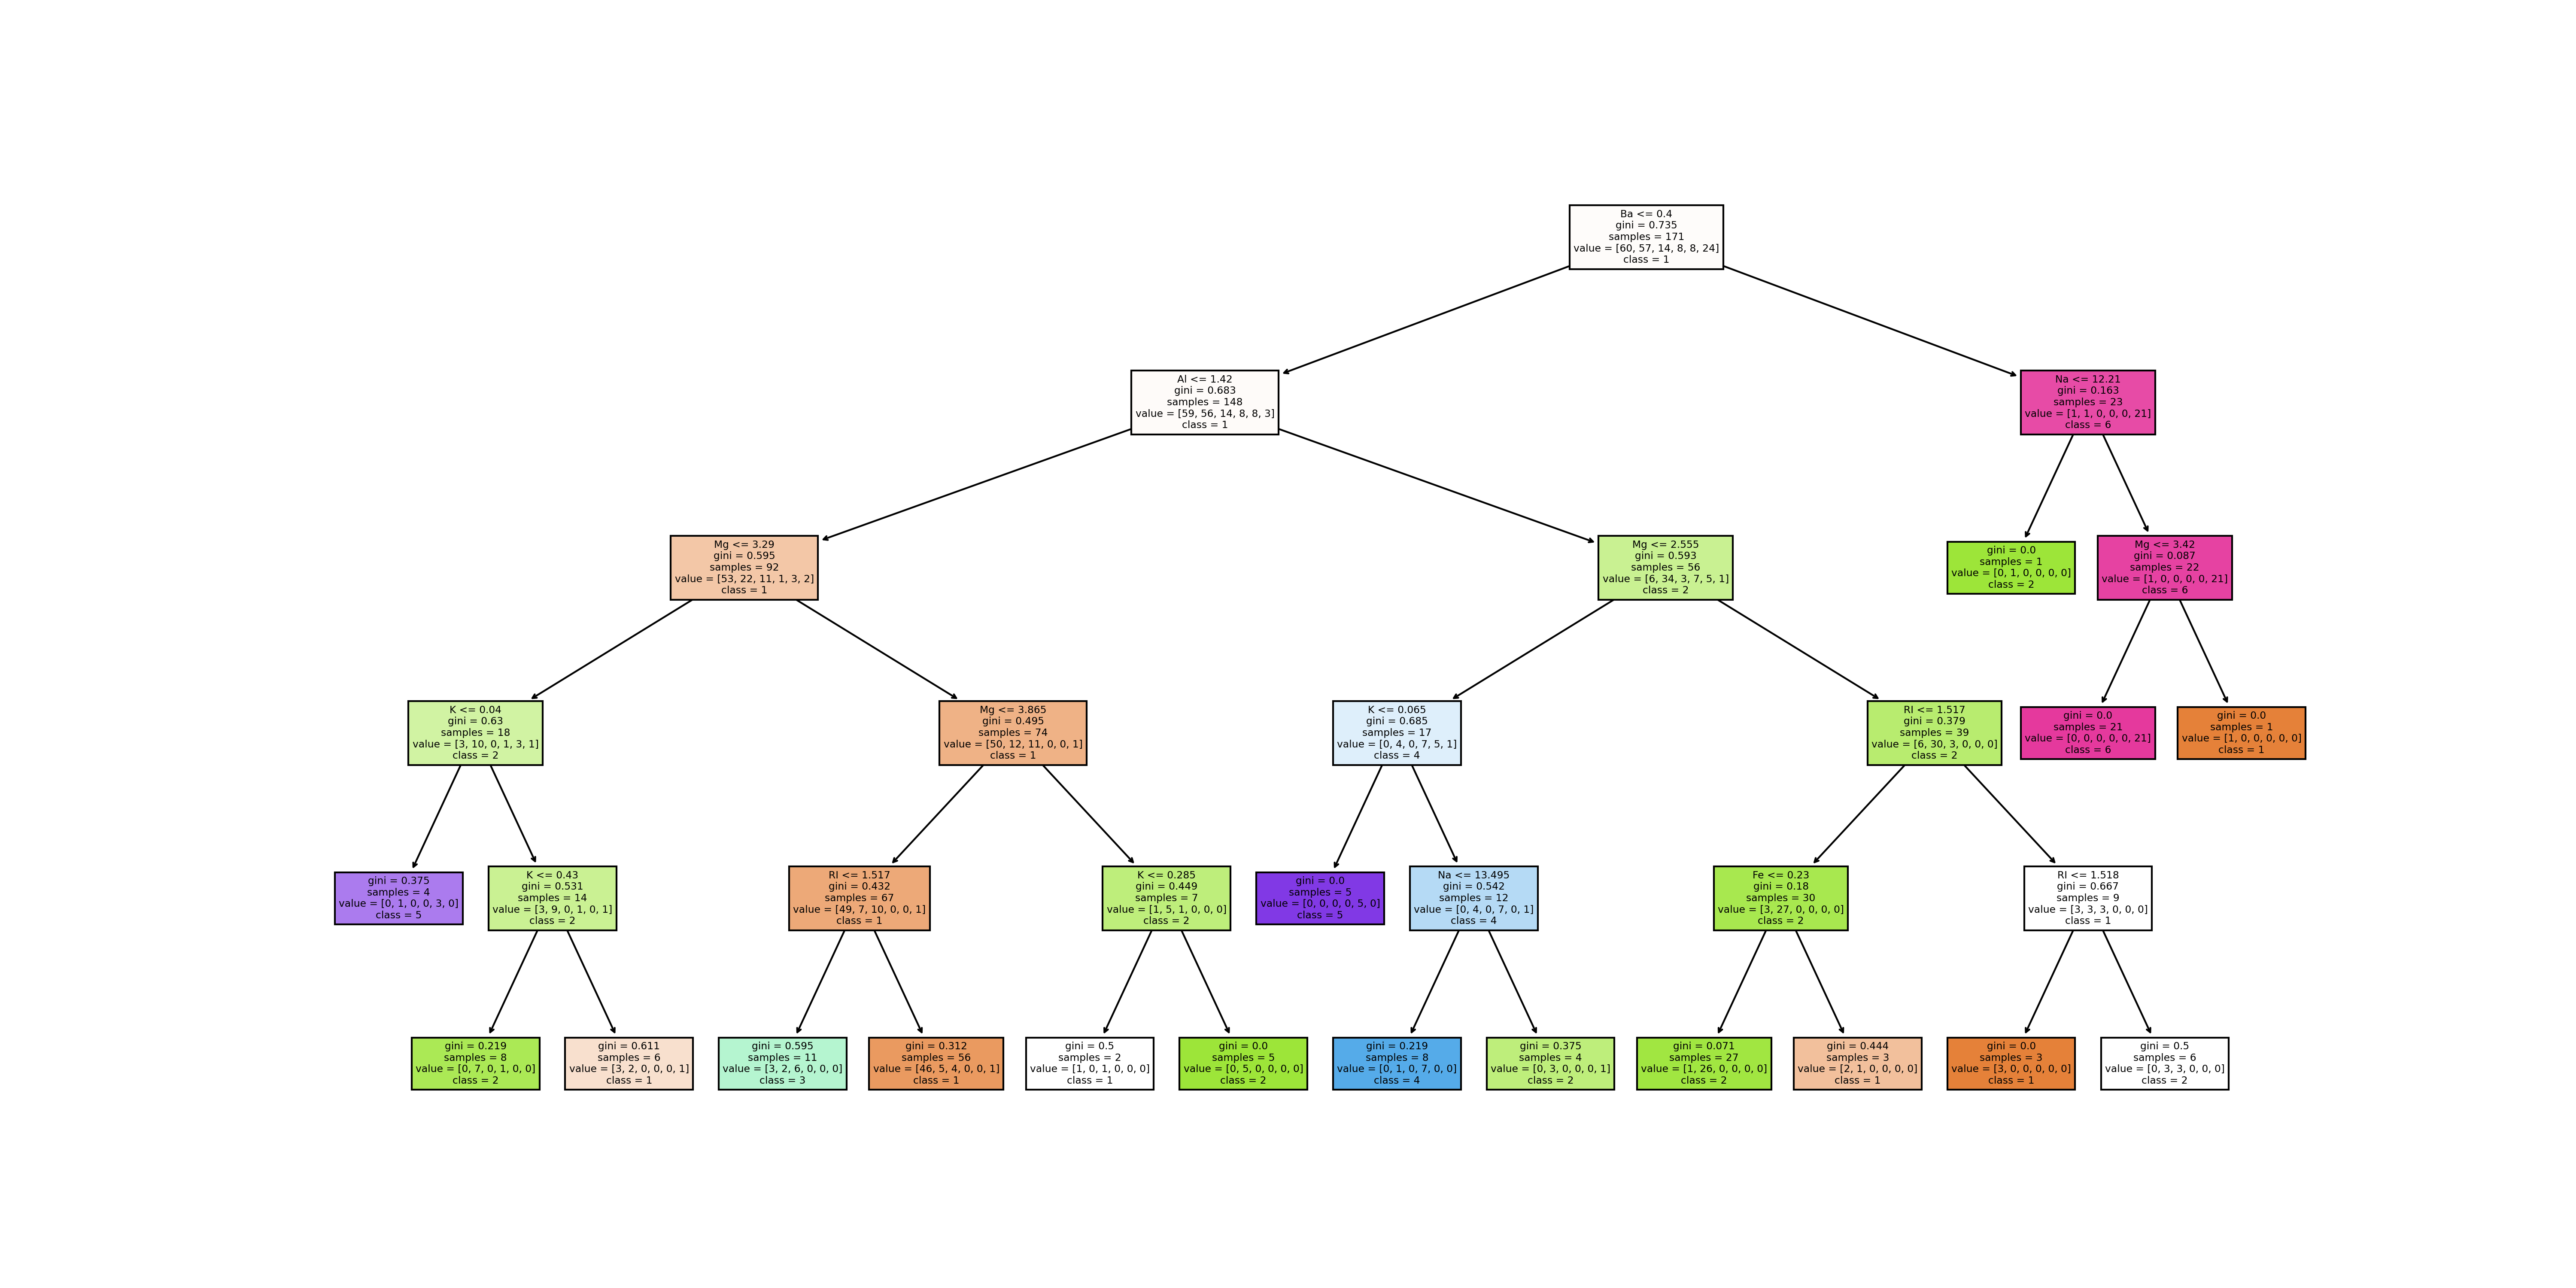 Ba <= 0.4
gini = 0.735
samples = 171
value = [60, 57, 14, 8, 8, 24]
class = 1
Al <= 1.42
gini = 0.683
samples = 148
value = [59, 56, 14, 8, 8, 3]
class = 1
Na <= 12.21
gini = 0.163
samples = 23
value = [1, 1, 0, 0, 0, 21]
class = 6
Mg <= 3.29
gini = 0.595
samples = 92
value = [53, 22, 11, 1, 3, 2]
class = 1
Mg <= 2.555
gini = 0.593
samples = 56
value = [6, 34, 3, 7, 5, 1]
class = 2
gini = 0.0
samples = 1
value = [0, 1, 0, 0, 0, 0]
class = 2
Mg <= 3.42
gini = 0.087
samples = 22
value = [1, 0, 0, 0, 0, 21]
class = 6
K <= 0.04
gini = 0.63
samples = 18
value = [3, 10, 0, 1, 3, 1]
class = 2
Mg <= 3.865
gini = 0.495
samples = 74
value = [50, 12, 11, 0, 0, 1]
class = 1
K <= 0.065
gini = 0.685
samples = 17
value = [0, 4, 0, 7, 5, 1]
class = 4
RI <= 1.517
gini = 0.379
samples = 39
value = [6, 30, 3, 0, 0, 0]
class = 2
gini = 0.0
samples = 21
value = [0, 0, 0, 0, 0, 21]
class = 6
gini = 0.0
samples = 1
value = [1, 0, 0, 0, 0, 0]
class = 1
gini = 0.375
samples = 4
value = [0, 1, 0, 0, 3, 0]
class = 5
K <= 0.43
gini = 0.531
samples = 14
value = [3, 9, 0, 1, 0, 1]
class = 2
RI <= 1.517
gini = 0.432
samples = 67
value = [49, 7, 10, 0, 0, 1]
class = 1
K <= 0.285
gini = 0.449
samples = 7
value = [1, 5, 1, 0, 0, 0]
class = 2
gini = 0.0
samples = 5
value = [0, 0, 0, 0, 5, 0]
class = 5
Na <= 13.495
gini = 0.542
samples = 12
value = [0, 4, 0, 7, 0, 1]
class = 4
Fe <= 0.23
gini = 0.18
samples = 30
value = [3, 27, 0, 0, 0, 0]
class = 2
RI <= 1.518
gini = 0.667
samples = 9
value = [3, 3, 3, 0, 0, 0]
class = 1
gini = 0.219
samples = 8
value = [0, 7, 0, 1, 0, 0]
class = 2
gini = 0.611
samples = 6
value = [3, 2, 0, 0, 0, 1]
class = 1
gini = 0.595
samples = 11
value = [3, 2, 6, 0, 0, 0]
class = 3
gini = 0.312
samples = 56
value = [46, 5, 4, 0, 0, 1]
class = 1
gini = 0.5
samples = 2
value = [1, 0, 1, 0, 0, 0]
class = 1
gini = 0.0
samples = 5
value = [0, 5, 0, 0, 0, 0]
class = 2
gini = 0.219
samples = 8
value = [0, 1, 0, 7, 0, 0]
class = 4
gini = 0.375
samples = 4
value = [0, 3, 0, 0, 0, 1]
class = 2
gini = 0.071
samples = 27
value = [1, 26, 0, 0, 0, 0]
class = 2
gini = 0.444
samples = 3
value = [2, 1, 0, 0, 0, 0]
class = 1
gini = 0.0
samples = 3
value = [3, 0, 0, 0, 0, 0]
class = 1
gini = 0.5
samples = 6
value = [0, 3, 3, 0, 0, 0]
class = 2